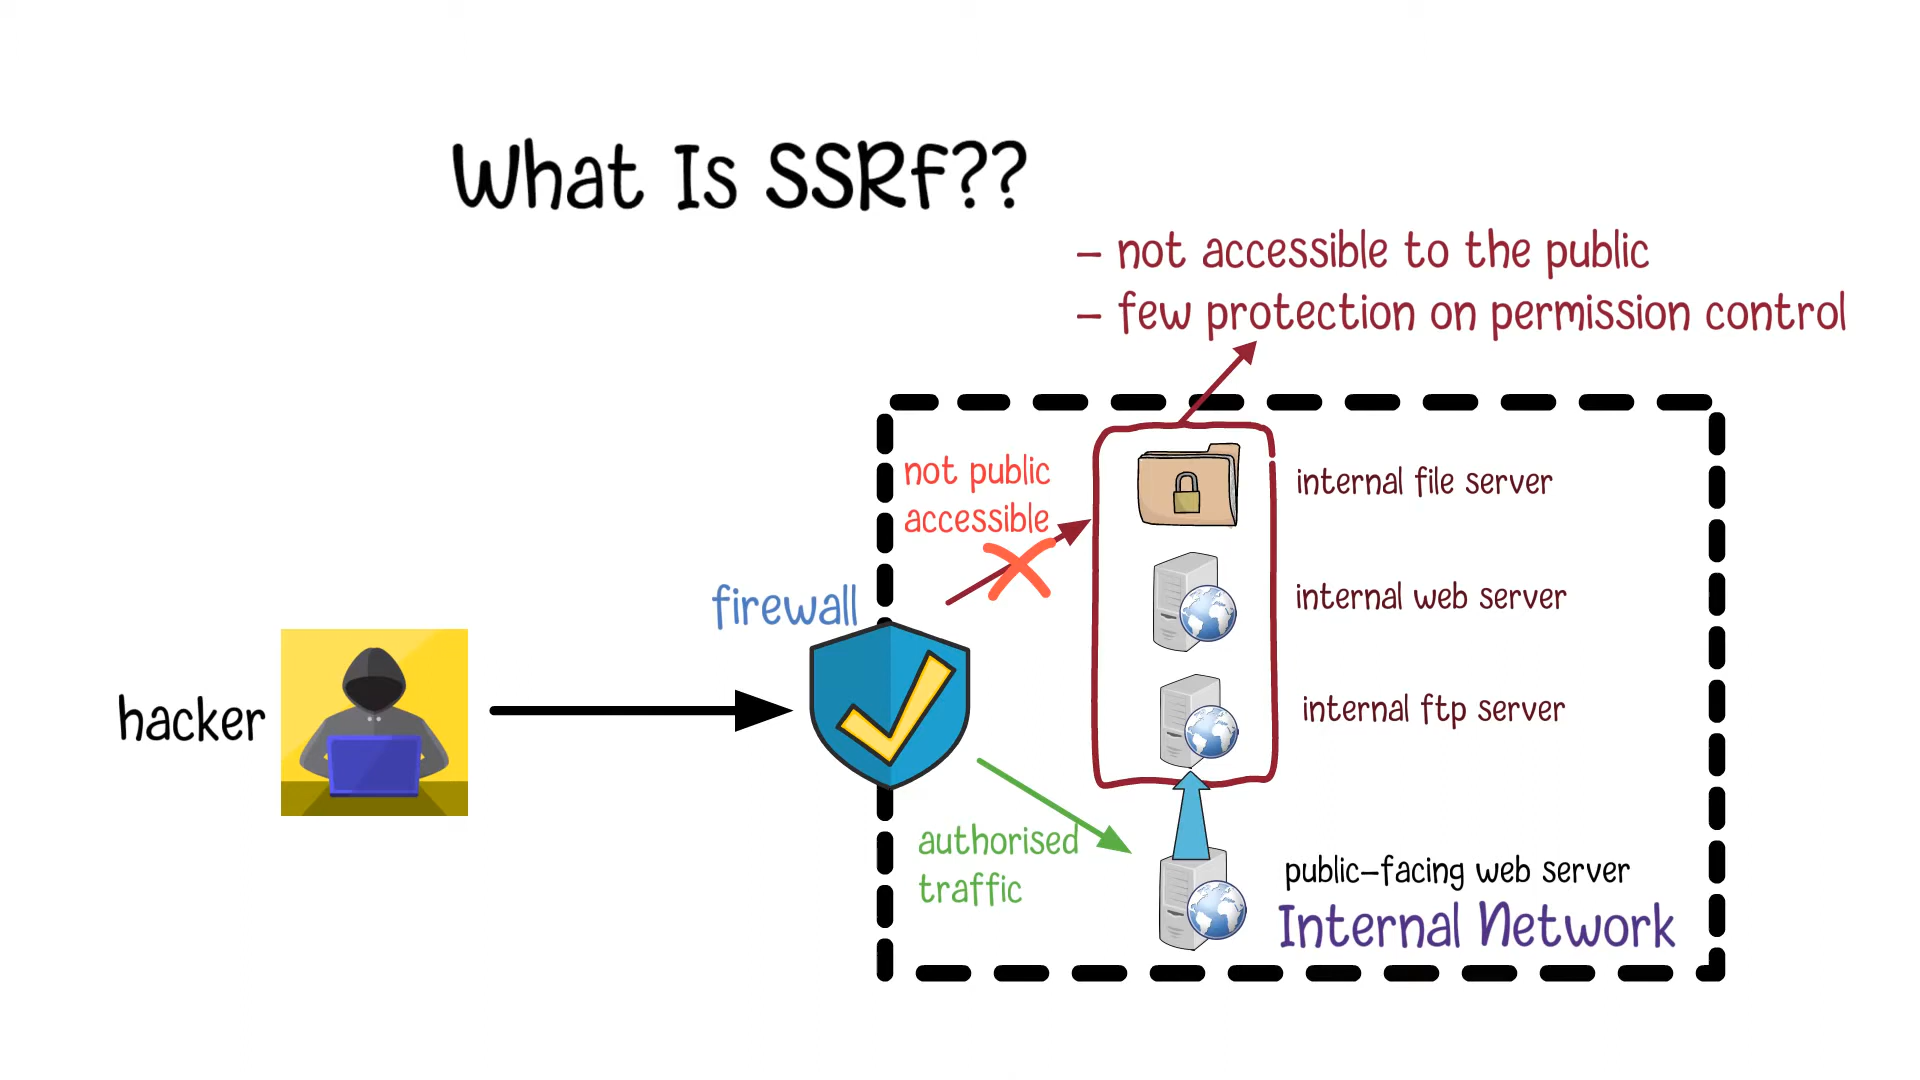 What Is SSRf??
- not accessible to the public
- few protection on permission control
not public
accessible
internal file server
firewall
internal web server
hacker
internal ftp server
authorised
traffic
public-facing web server
Internal Network